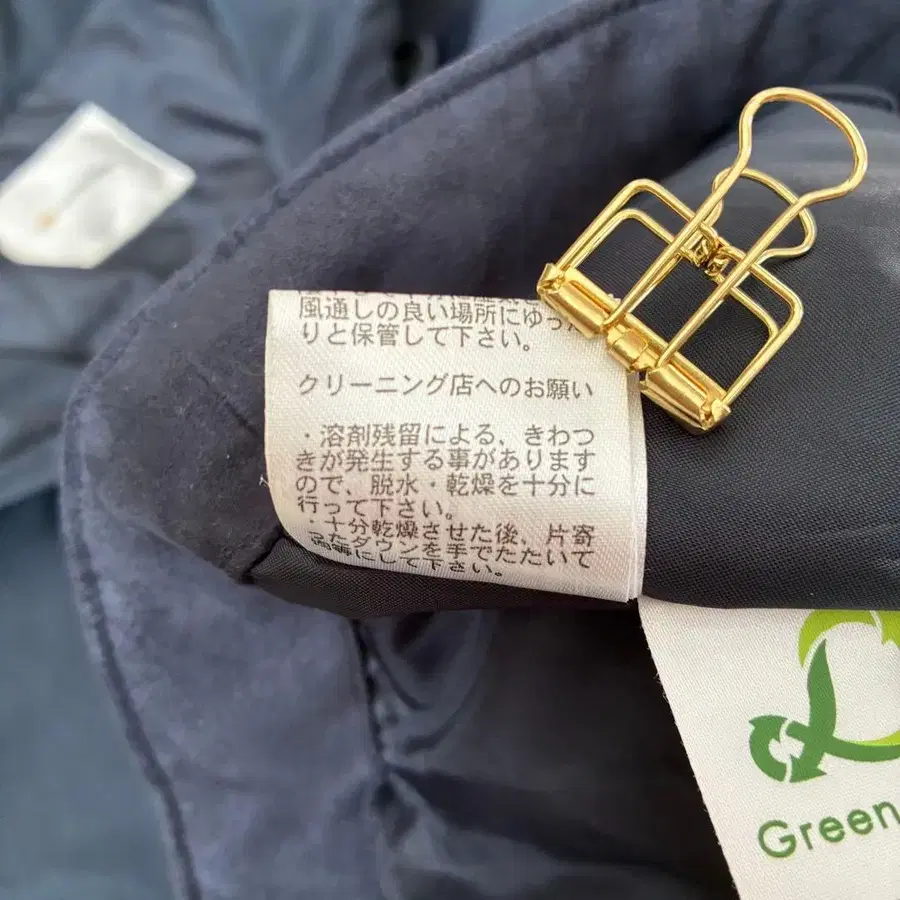 風通しの良い場所にゆった
りと保管して下さい。
クリーニング店へのお願い
・溶剤残留による、きわつ
きが発生する事があります
ので、脱水・乾燥を十分に
行って下さい。
・十分乾燥させた後、片寄
ったダウンを手でたたいて
均等にして下さい。
Green